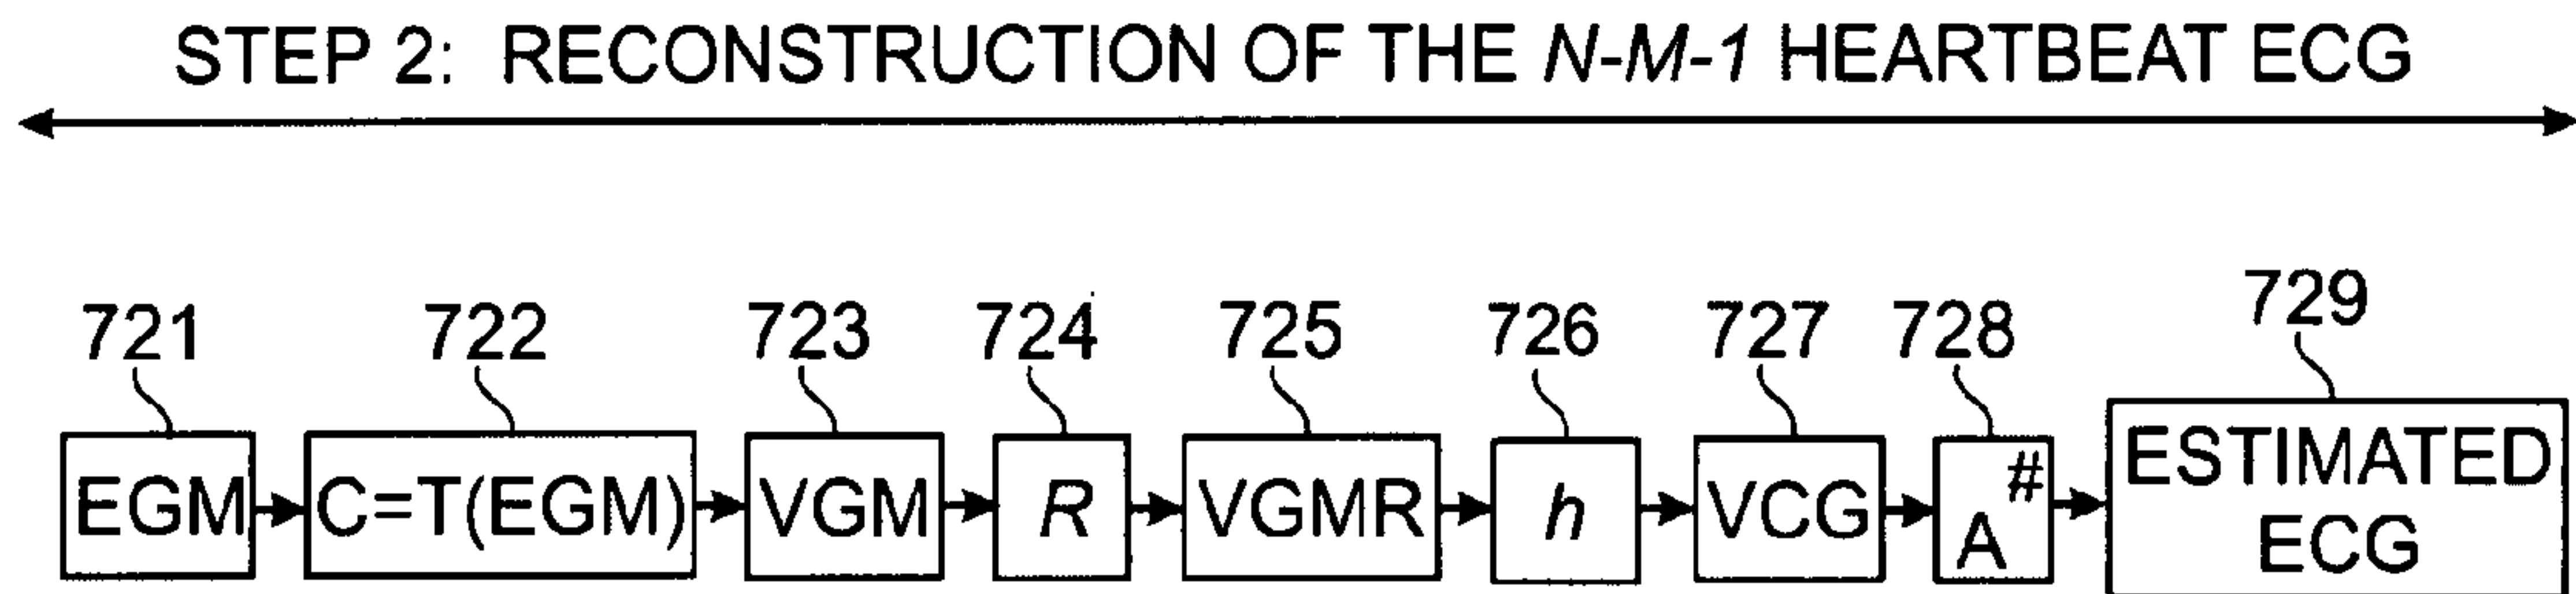 STEP 2: RECONSTRUCTION OF THE N-M-1 HEARTBEAT ECG
721 722 723 724 725 726 727 728 729
EGM C=T(EGM) VGM R VGMR h VCG A# ESTIMATED
ECG